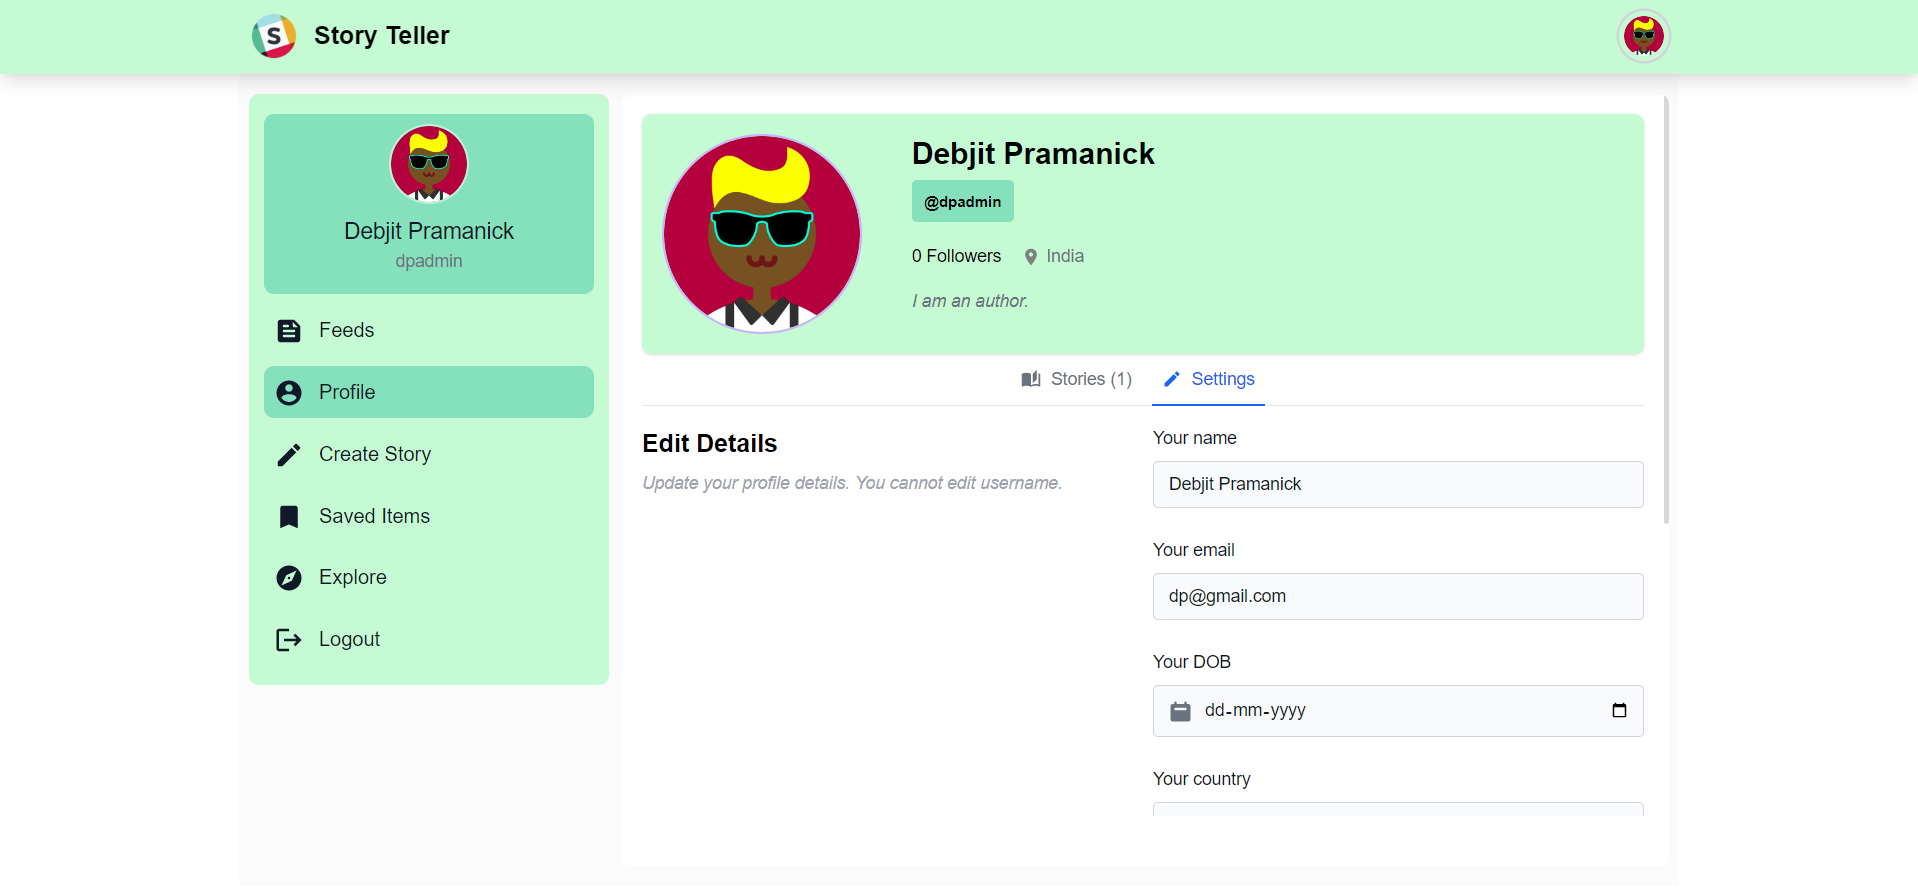 S Story Teller
Debjit Pramanick
dpadmin
Feeds
Profile
Create Story
Saved Items
Explore
Logout
Debjit Pramanick
@dpadmin
0 Followers India
I am an author.
Stories (1) Settings
Edit Details
Update your profile details. You cannot edit username.
Your name
Debjit Pramanick
Your email
dp@gmail.com
Your DOB
dd-mm-yyyy
Your country